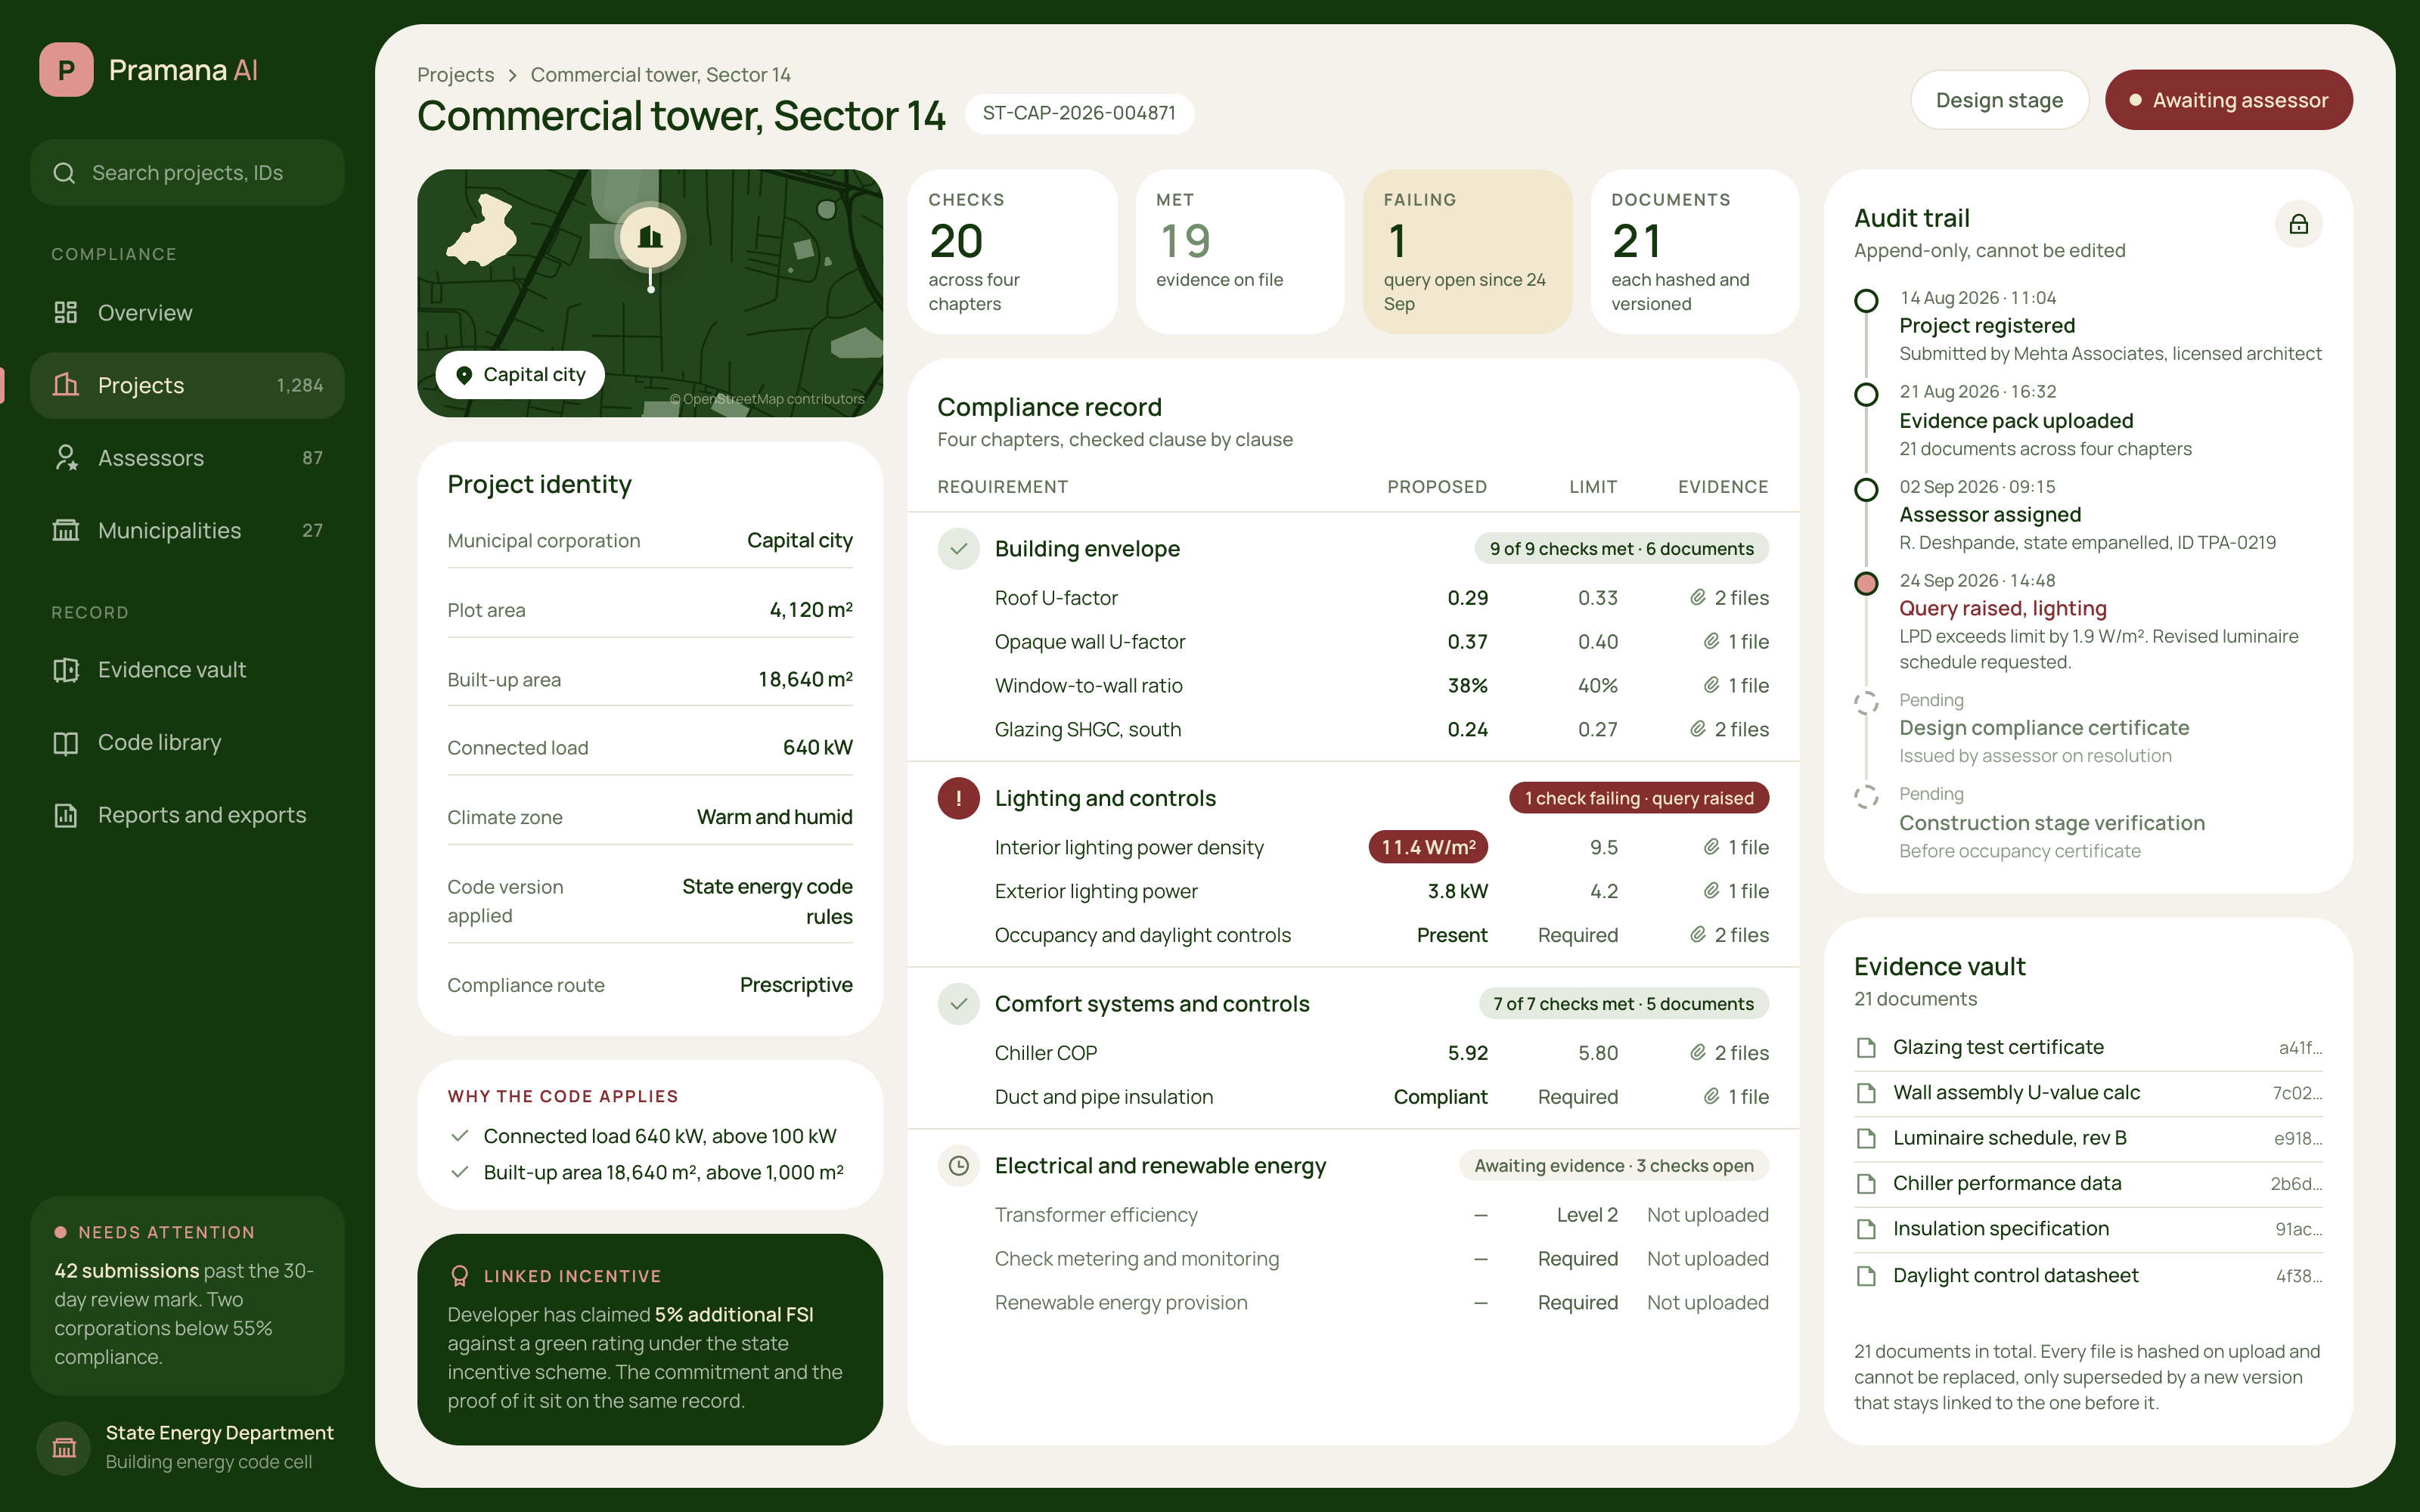 P
Pramana AI
Search projects, IDs
COMPLIANCE
Overview
Projects 1,284
Assessors 87
Municipalities 27
RECORD
Evidence vault
Code library
Reports and exports
NEEDS ATTENTION
42 submissions past the 30-
day review mark. Two
corporations below 55%
compliance.
State Energy Department
Building energy code cell
Projects > Commercial tower, Sector 14
Commercial tower, Sector 14 ST-CAP-2026-004871
Design stage
Awaiting assessor
Capital city
© OpenStreetMap contributors
Project identity
Municipal corporation Capital city
Plot area 4,120 m²
Built-up area 18,640 m²
Connected load 640 kW
Climate zone Warm and humid
Code version State energy code
applied rules
Compliance route Prescriptive
WHY THE CODE APPLIES
Connected load 640 kW, above 100 kW
Built-up area 18,640 m², above 1,000 m²
LINKED INCENTIVE
Developer has claimed 5% additional FSI
against a green rating under the state
incentive scheme. The commitment and the
proof of it sit on the same record.
CHECKS
20
across four
chapters
MET
19
evidence on file
FAILING
1
query open since 24
Sep
DOCUMENTS
21
each hashed and
versioned
Compliance record
Four chapters, checked clause by clause
REQUIREMENT PROPOSED LIMIT EVIDENCE
Building envelope 9 of 9 checks met · 6 documents
Roof U-factor 0.29 0.33 2 files
Opaque wall U-factor 0.37 0.40 1 file
Window-to-wall ratio 38% 40% 1 file
Glazing SHGC, south 0.24 0.27 2 files
! Lighting and controls 1 check failing · query raised
Interior lighting power density 11.4 W/m² 9.5 1 file
Exterior lighting power 3.8 kW 4.2 1 file
Occupancy and daylight controls Present Required 2 files
Comfort systems and controls 7 of 7 checks met · 5 documents
Chiller COP 5.92 5.80 2 files
Duct and pipe insulation Compliant Required 1 file
Electrical and renewable energy Awaiting evidence · 3 checks open
Transformer efficiency – Level 2 Not uploaded
Check metering and monitoring – Required Not uploaded
Renewable energy provision – Required Not uploaded
Audit trail
Append-only, cannot be edited
14 Aug 2026 · 11:04
Project registered
Submitted by Mehta Associates, licensed architect
21 Aug 2026 · 16:32
Evidence pack uploaded
21 documents across four chapters
02 Sep 2026 · 09:15
Assessor assigned
R. Deshpande, state empanelled, ID TPA-0219
24 Sep 2026 · 14:48
Query raised, lighting
LPD exceeds limit by 1.9 W/m². Revised luminaire
schedule requested.
Pending
Design compliance certificate
Issued by assessor on resolution
Pending
Construction stage verification
Before occupancy certificate
Evidence vault
21 documents
Glazing test certificate a41f…
Wall assembly U-value calc 7c02…
Luminaire schedule, rev B e918…
Chiller performance data 2b6d…
Insulation specification 91ac…
Daylight control datasheet 4f38…
21 documents in total. Every file is hashed on upload and
cannot be replaced, only superseded by a new version
that stays linked to the one before it.